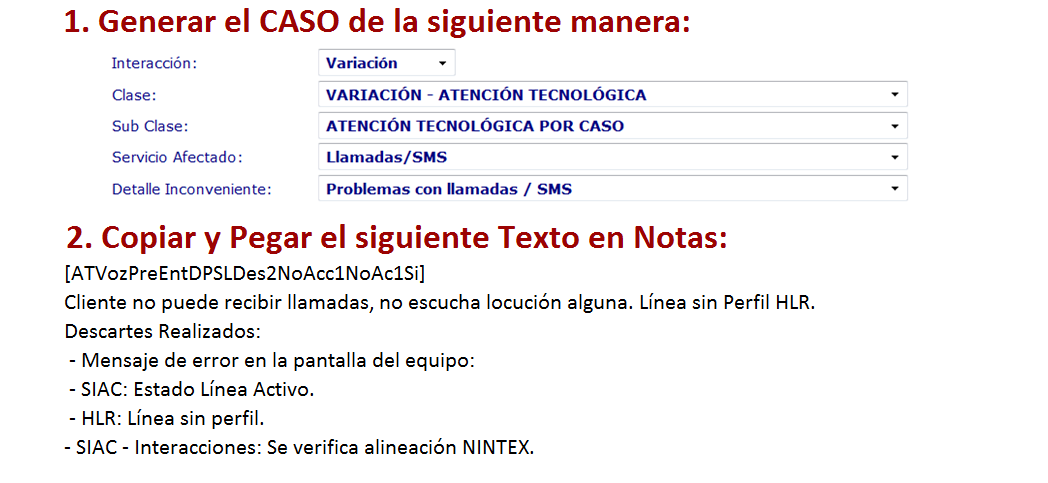 1. Generar el CASO de la siguiente manera:
Interacción: Variación
Clase: VARIACIÓN - ATENCIÓN TECNOLÓGICA
Sub Clase: ATENCIÓN TECNOLÓGICA POR CASO
Servicio Afectado: Llamadas/SMS
Detalle Inconveniente: Problemas con llamadas / SMS
2. Copiar y Pegar el siguiente Texto en Notas:
[ATVozPreEntDPSLDes2NoAcc1NoAc1Si]
Cliente no puede recibir llamadas, no escucha locución alguna. Línea sin Perfil HLR.
Descartes Realizados:
- Mensaje de error en la pantalla del equipo:
- SIAC: Estado Línea Activo.
- HLR: Línea sin perfil.
- SIAC - Interacciones: Se verifica alineación NINTEX.